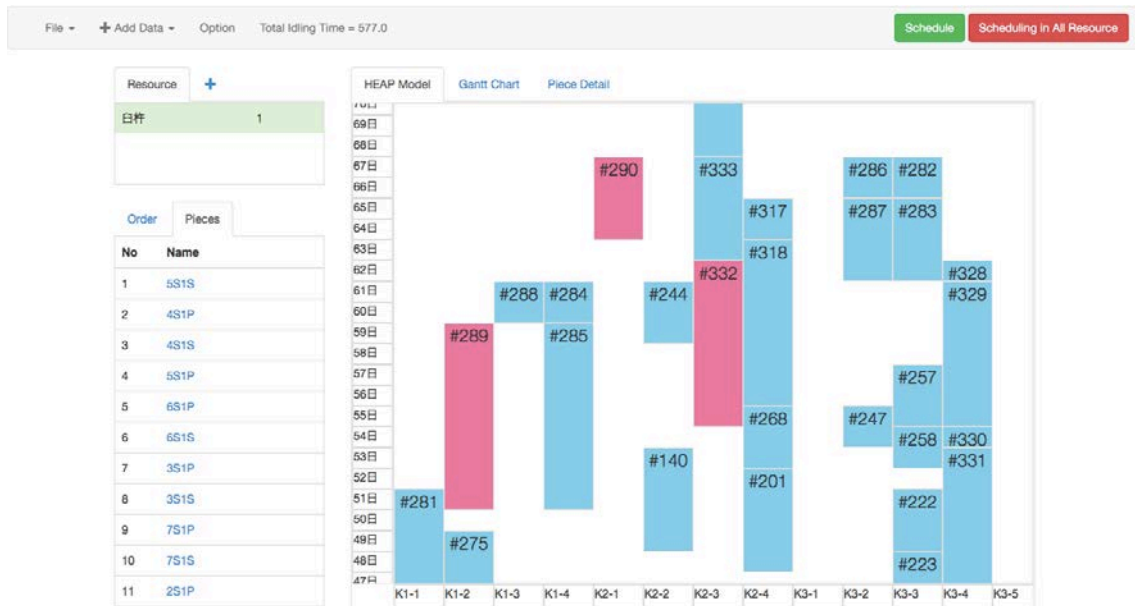 File Add Data Option Total Idling Time = 577.0 Schedule Scheduling in All Resource
Resource HEAP Model Gantt Chart Piece Detail
臼杵 1
Order Pieces
No Name
1 5S1S
2 4S1P
3 4S1S
4 5S1P
5 6S1P
6 6S1S
7 3S1P
8 3S1S
9 7S1P
10 7S1S
11 2S1P
70日
69日
68日
67日 #290 #333 #286 #282
66日
65日 #317 #287 #283
64日
63日 #318
62日 #332 #328
61日 #288 #284 #244 #329
60日
59日 #289 #285
58日
57日 #257
56日
55日 #268 #247
54日 #258 #330
53日 #140 #331
52日 #201
51日 #281 #222
50日
49日 #275
48日 #223
47日
K1-1 K1-2 K1-3 K1-4 K2-1 K2-2 K2-3 K2-4 K3-1 K3-2 K3-3 K3-4 K3-5